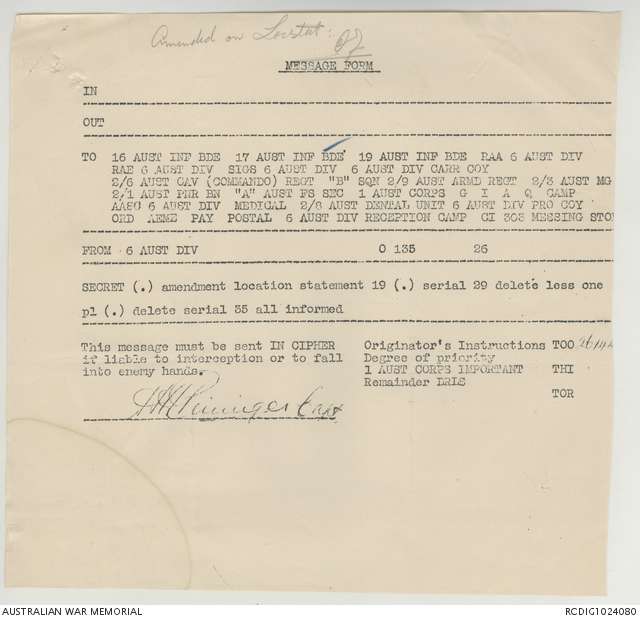 Amended on Locstat:
MESSAGE FORM
IN
OUT
TO 16 AUST INF BDE 17 AUST INF BDE 19 AUST INF BDE RAA 6 AUST DIV
RAE 6 AUST DIV SIGS 6 AUST DIV 6 AUST DIV CARR COY
2/6 AUST CAV (COMMANDO) REGT "B" SQN 2/9 AUST ARMD REGT 2/3 AUST MG
2/1 AUST PNR BN "A" AUST FS SEC 1 AUST CORPS G I A Q CAMP
AAEC 6 AUST DIV MEDICAL 2/8 AUST DENTAL UNIT 6 AUST DIV PRO COY
ORD AEME PAY POSTAL 6 AUST DIV RECEPTION CAMP CI 303 MESSING STO
FROM 6 AUST DIV O 135 26
SECRET (.) amendment location statement 19 (.) serial 29 delete less one
pl (.) delete serial 35 all informed
This message must be sent IN CIPHER
if liable to interception or to fall
into enemy hands.
Originator's Instructions TOO
Degree of priority
1 AUST CORPS IMPORTANT THI
Remainder DRLS
TOR
Capt
AUSTRALIAN WAR MEMORIAL
RCDIG1024080